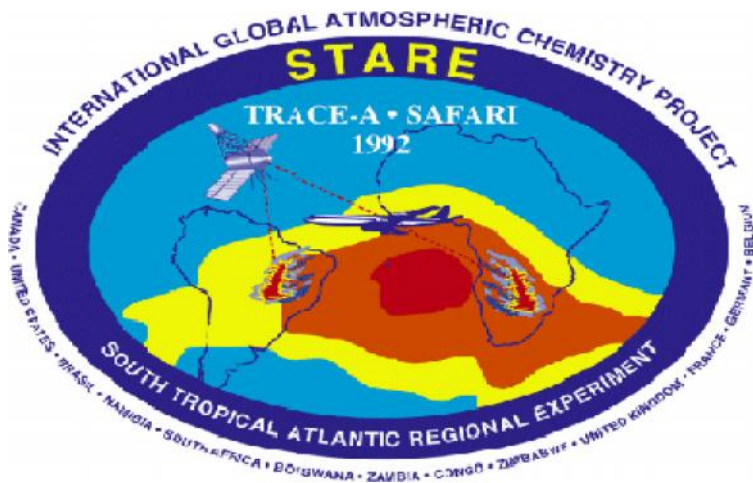 INTERNATIONAL GLOBAL ATMOSPHERIC CHEMISTRY PROJECT
STARE
TRACE-A • SAFARI
1992
SOUTH TROPICAL ATLANTIC REGIONAL EXPERIMENT
CANADA • UNITED STATES • BRASIL • NAMIBIA • SOUTH AFRICA • BOTSWANA • ZAMBIA • CONGO • ZIMBABWE • UNITED KINGDOM • FRANCE • GERMANY • BELGIUM